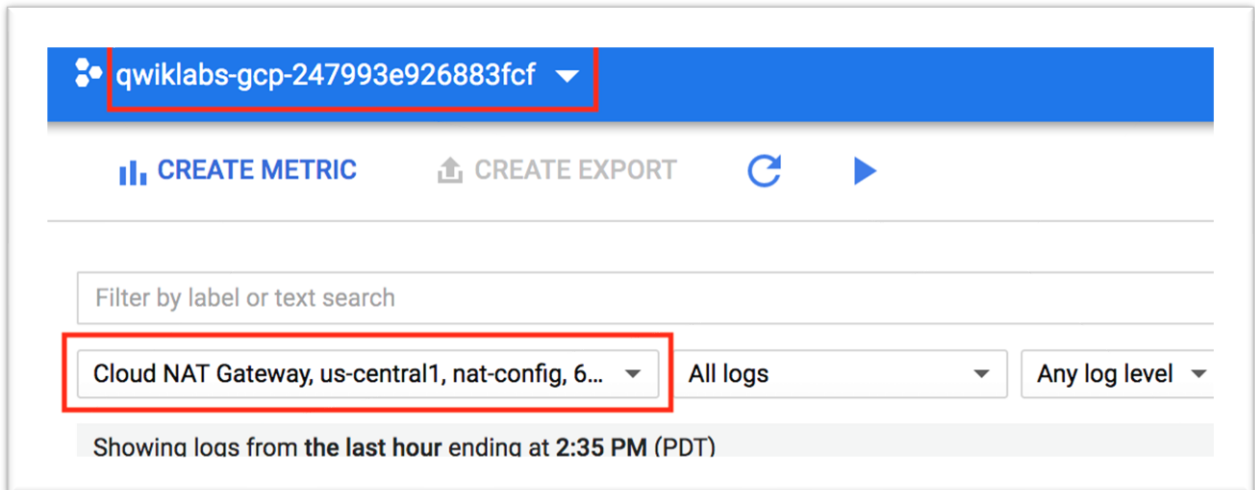 qwiklabs-gcp-247993e926883fcf
CREATE METRIC CREATE EXPORT
Filter by label or text search
Cloud NAT Gateway, us-central1, nat-config, 6... All logs Any log level
Showing logs from the last hour ending at 2:35 PM (PDT)